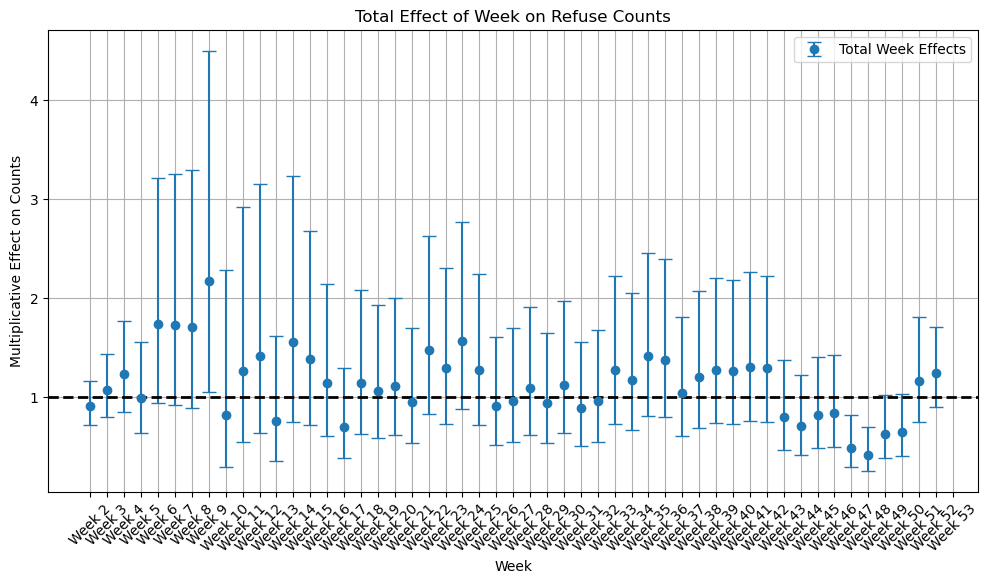 Total Effect of Week on Refuse Counts
Total Week Effects
Multiplicative Effect on Counts
4
3
2
1
Week 2
Week 3
Week 4
Week 5
Week 6
Week 7
Week 8
Week 9
Week 10
Week 11
Week 12
Week 13
Week 14
Week 15
Week 16
Week 17
Week 18
Week 19
Week 20
Week 21
Week 22
Week 23
Week 24
Week 25
Week 26
Week 27
Week 28
Week 29
Week 30
Week 31
Week 32
Week 33
Week 34
Week 35
Week 36
Week 37
Week 38
Week 39
Week 40
Week 41
Week 42
Week 43
Week 44
Week 45
Week 46
Week 47
Week 48
Week 49
Week 50
Week 51
Week 52
Week 53
Week